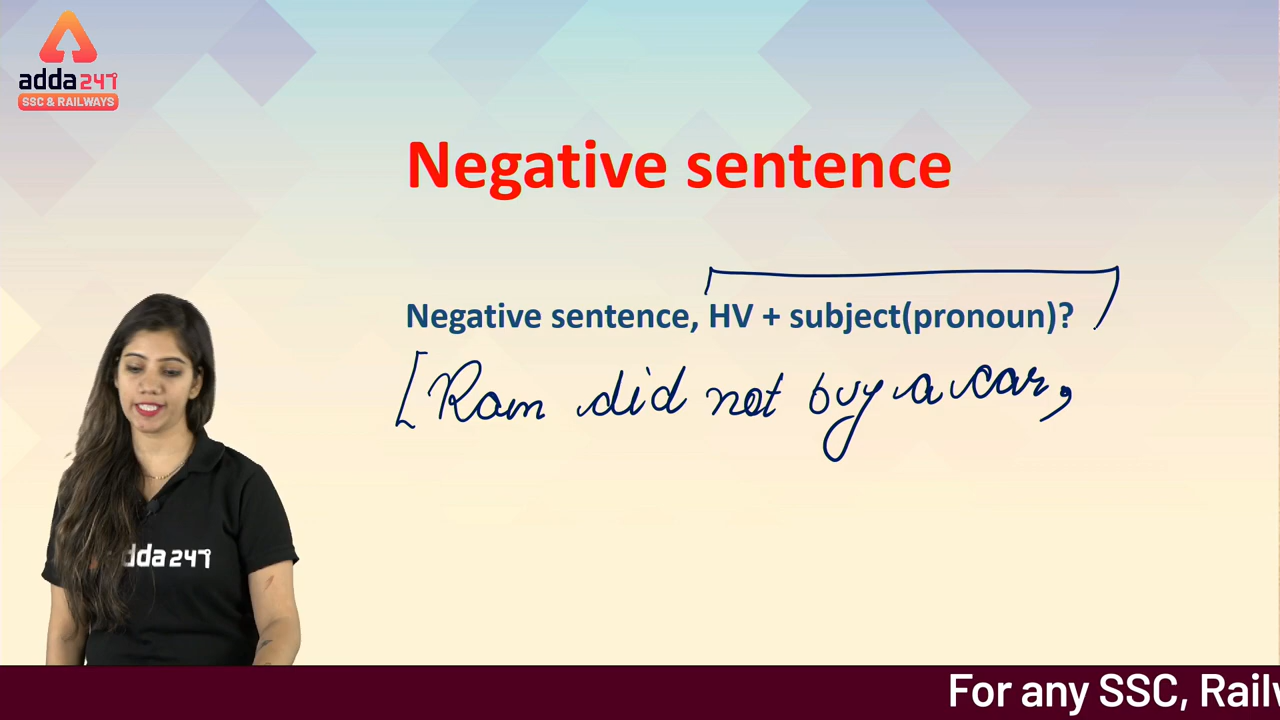 adda247
SSC & RAILWAYS
Negative sentence
Negative sentence, HV + subject(pronoun)?
[Ram did not buy a car,
adda247
For any SSC, Railw